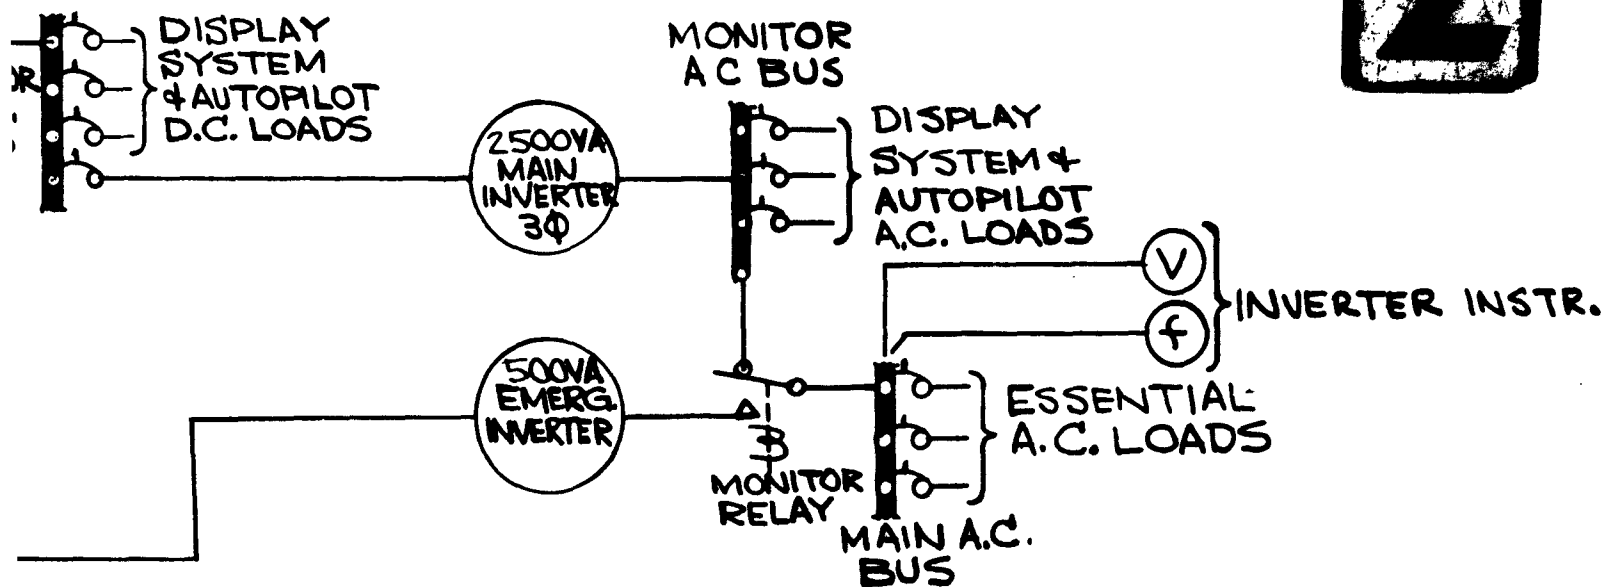 DISPLAY
SYSTEM
& AUTOPILOT
D.C. LOADS
2500VA
MAIN
INVERTER
3Φ
MONITOR
A C BUS
DISPLAY
SYSTEM &
AUTOPILOT
A.C. LOADS
V
f
INVERTER INSTR.
500VA
EMERG.
INVERTER
MONITOR
RELAY
ESSENTIAL
A.C. LOADS
MAIN A.C.
BUS